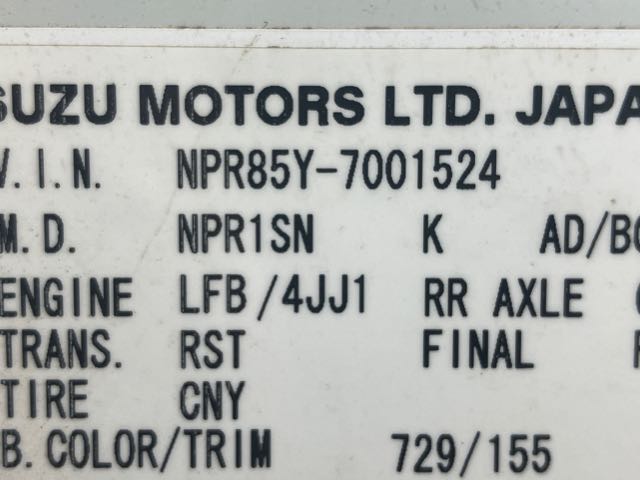 SUZU MOTORS LTD. JAPA
V.I.N. NPR85Y-7001524
M.D. NPR1SN K AD/BO
ENGINE LFB/4JJ1 RR AXLE
TRANS. RST FINAL
TIRE CNY
B.COLOR/TRIM 729/155